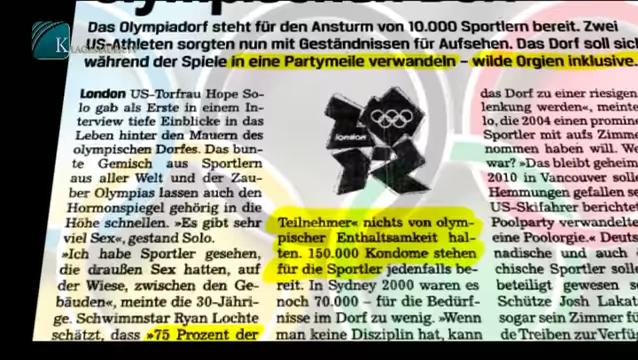 Das Olympiadorf steht für den Ansturm von 10.000 Sportlern bereit. Zwei
US-Athleten sorgten nun mit Geständnissen für Aufsehen. Das Dorf soll sich
während der Spiele in eine Partymeile verwandeln – wilde Orgien inklusive.
London US-Torfrau Hope So-
lo gab als Erste in einem In-
terview tiefe Einblicke in das
Leben hinter den Mauern des
olympischen Dorfes. Das bun-
te Gemisch aus Sportlern
aus aller Welt und der Zau-
ber Olympias lassen auch den
Hormonspiegel gehörig in die
Höhe schnellen. »Es gibt sehr
viel Sex«, gestand Solo.
»Ich habe Sportler gesehen,
die draußen Sex hatten, auf
der Wiese, zwischen den Ge-
bäuden«, meinte die 30-Jähri-
ge. Schwimmstar Ryan Lochte
schätzt, dass »75 Prozent der
london
Teilnehmer« nichts von olym-
pischer Enthaltsamkeit hal-
ten. 150.000 Kondome stehen
für die Sportler jedenfalls be-
reit. In Sydney 2000 waren es
noch 70.000 – für die Bedürf-
nisse im Dorf zu wenig. »Wenn
man keine Disziplin hat, kann
das Dorf zu einer riesigen
lenkung werden«, meinte
lo, die 2004 einen promine
Sportler mit aufs Zimme
nommen haben will. We
war? »Das bleibt geheim
2010 in Vancouver solle
Hemmungen gefallen se
US-Skifahrer berichtete
Poolparty verwandelte
eine Poolorgie.« Deuts
nadische und auch
chische Sportler solle
beteiligt gewesen se
Schütze Josh Lakat
sogar sein Zimmer fü
de Treiben zur Verfü